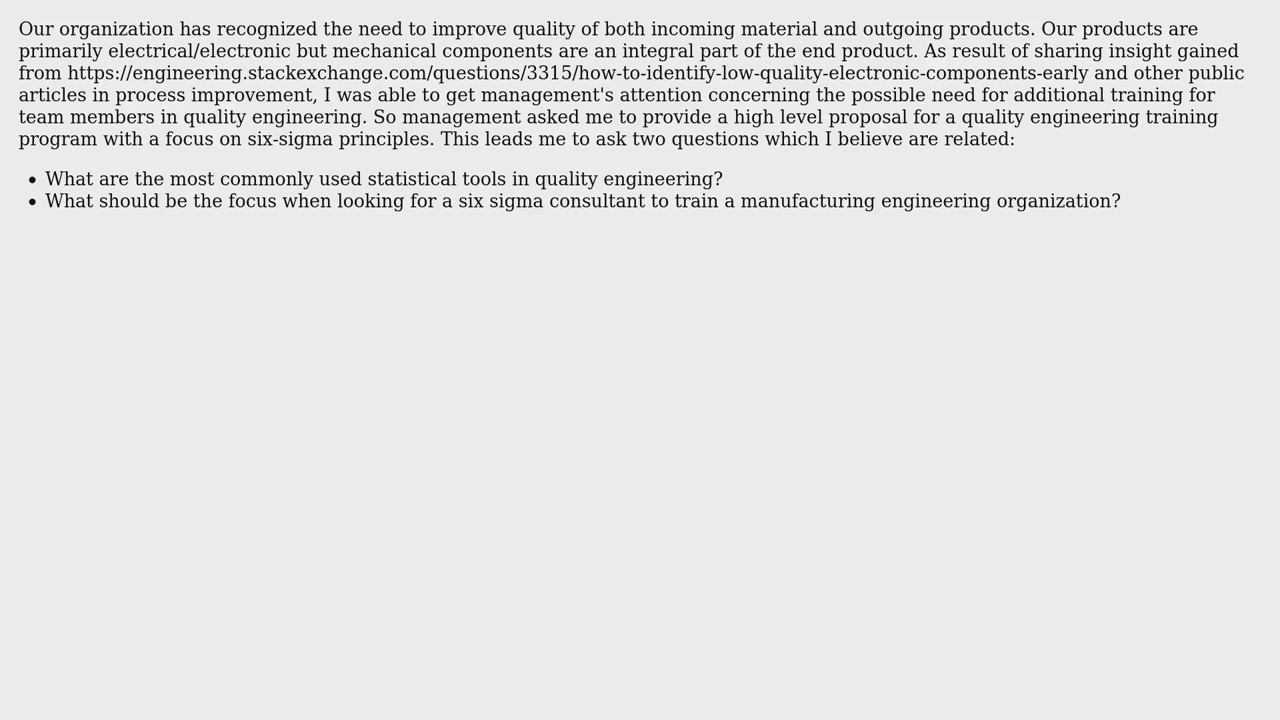 Our organization has recognized the need to improve quality of both incoming material and outgoing products. Our products are
primarily electrical/electronic but mechanical components are an integral part of the end product. As result of sharing insight gained
from https://engineering.stackexchange.com/questions/3315/how-to-identify-low-quality-electronic-components-early and other public
articles in process improvement, I was able to get management's attention concerning the possible need for additional training for
team members in quality engineering. So management asked me to provide a high level proposal for a quality engineering training
program with a focus on six-sigma principles. This leads me to ask two questions which I believe are related:
• What are the most commonly used statistical tools in quality engineering?
• What should be the focus when looking for a six sigma consultant to train a manufacturing engineering organization?